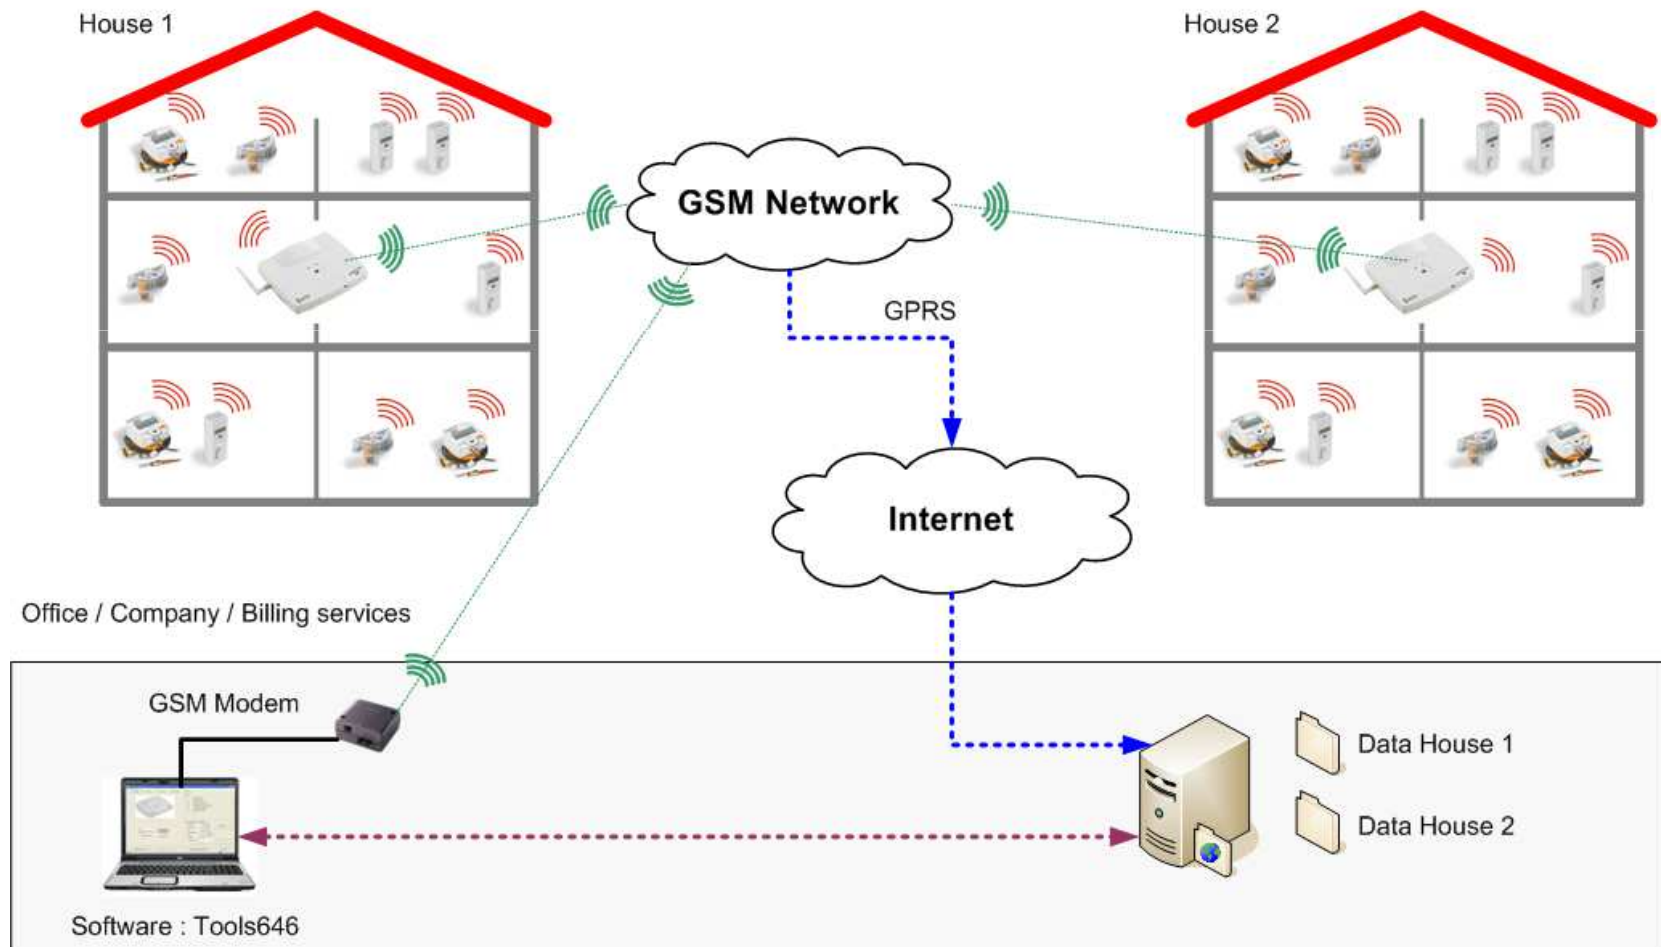 House 1
House 2
GSM Network
GPRS
Internet
Office / Company / Billing services
GSM Modem
Data House 1
Data House 2
Software : Tools646